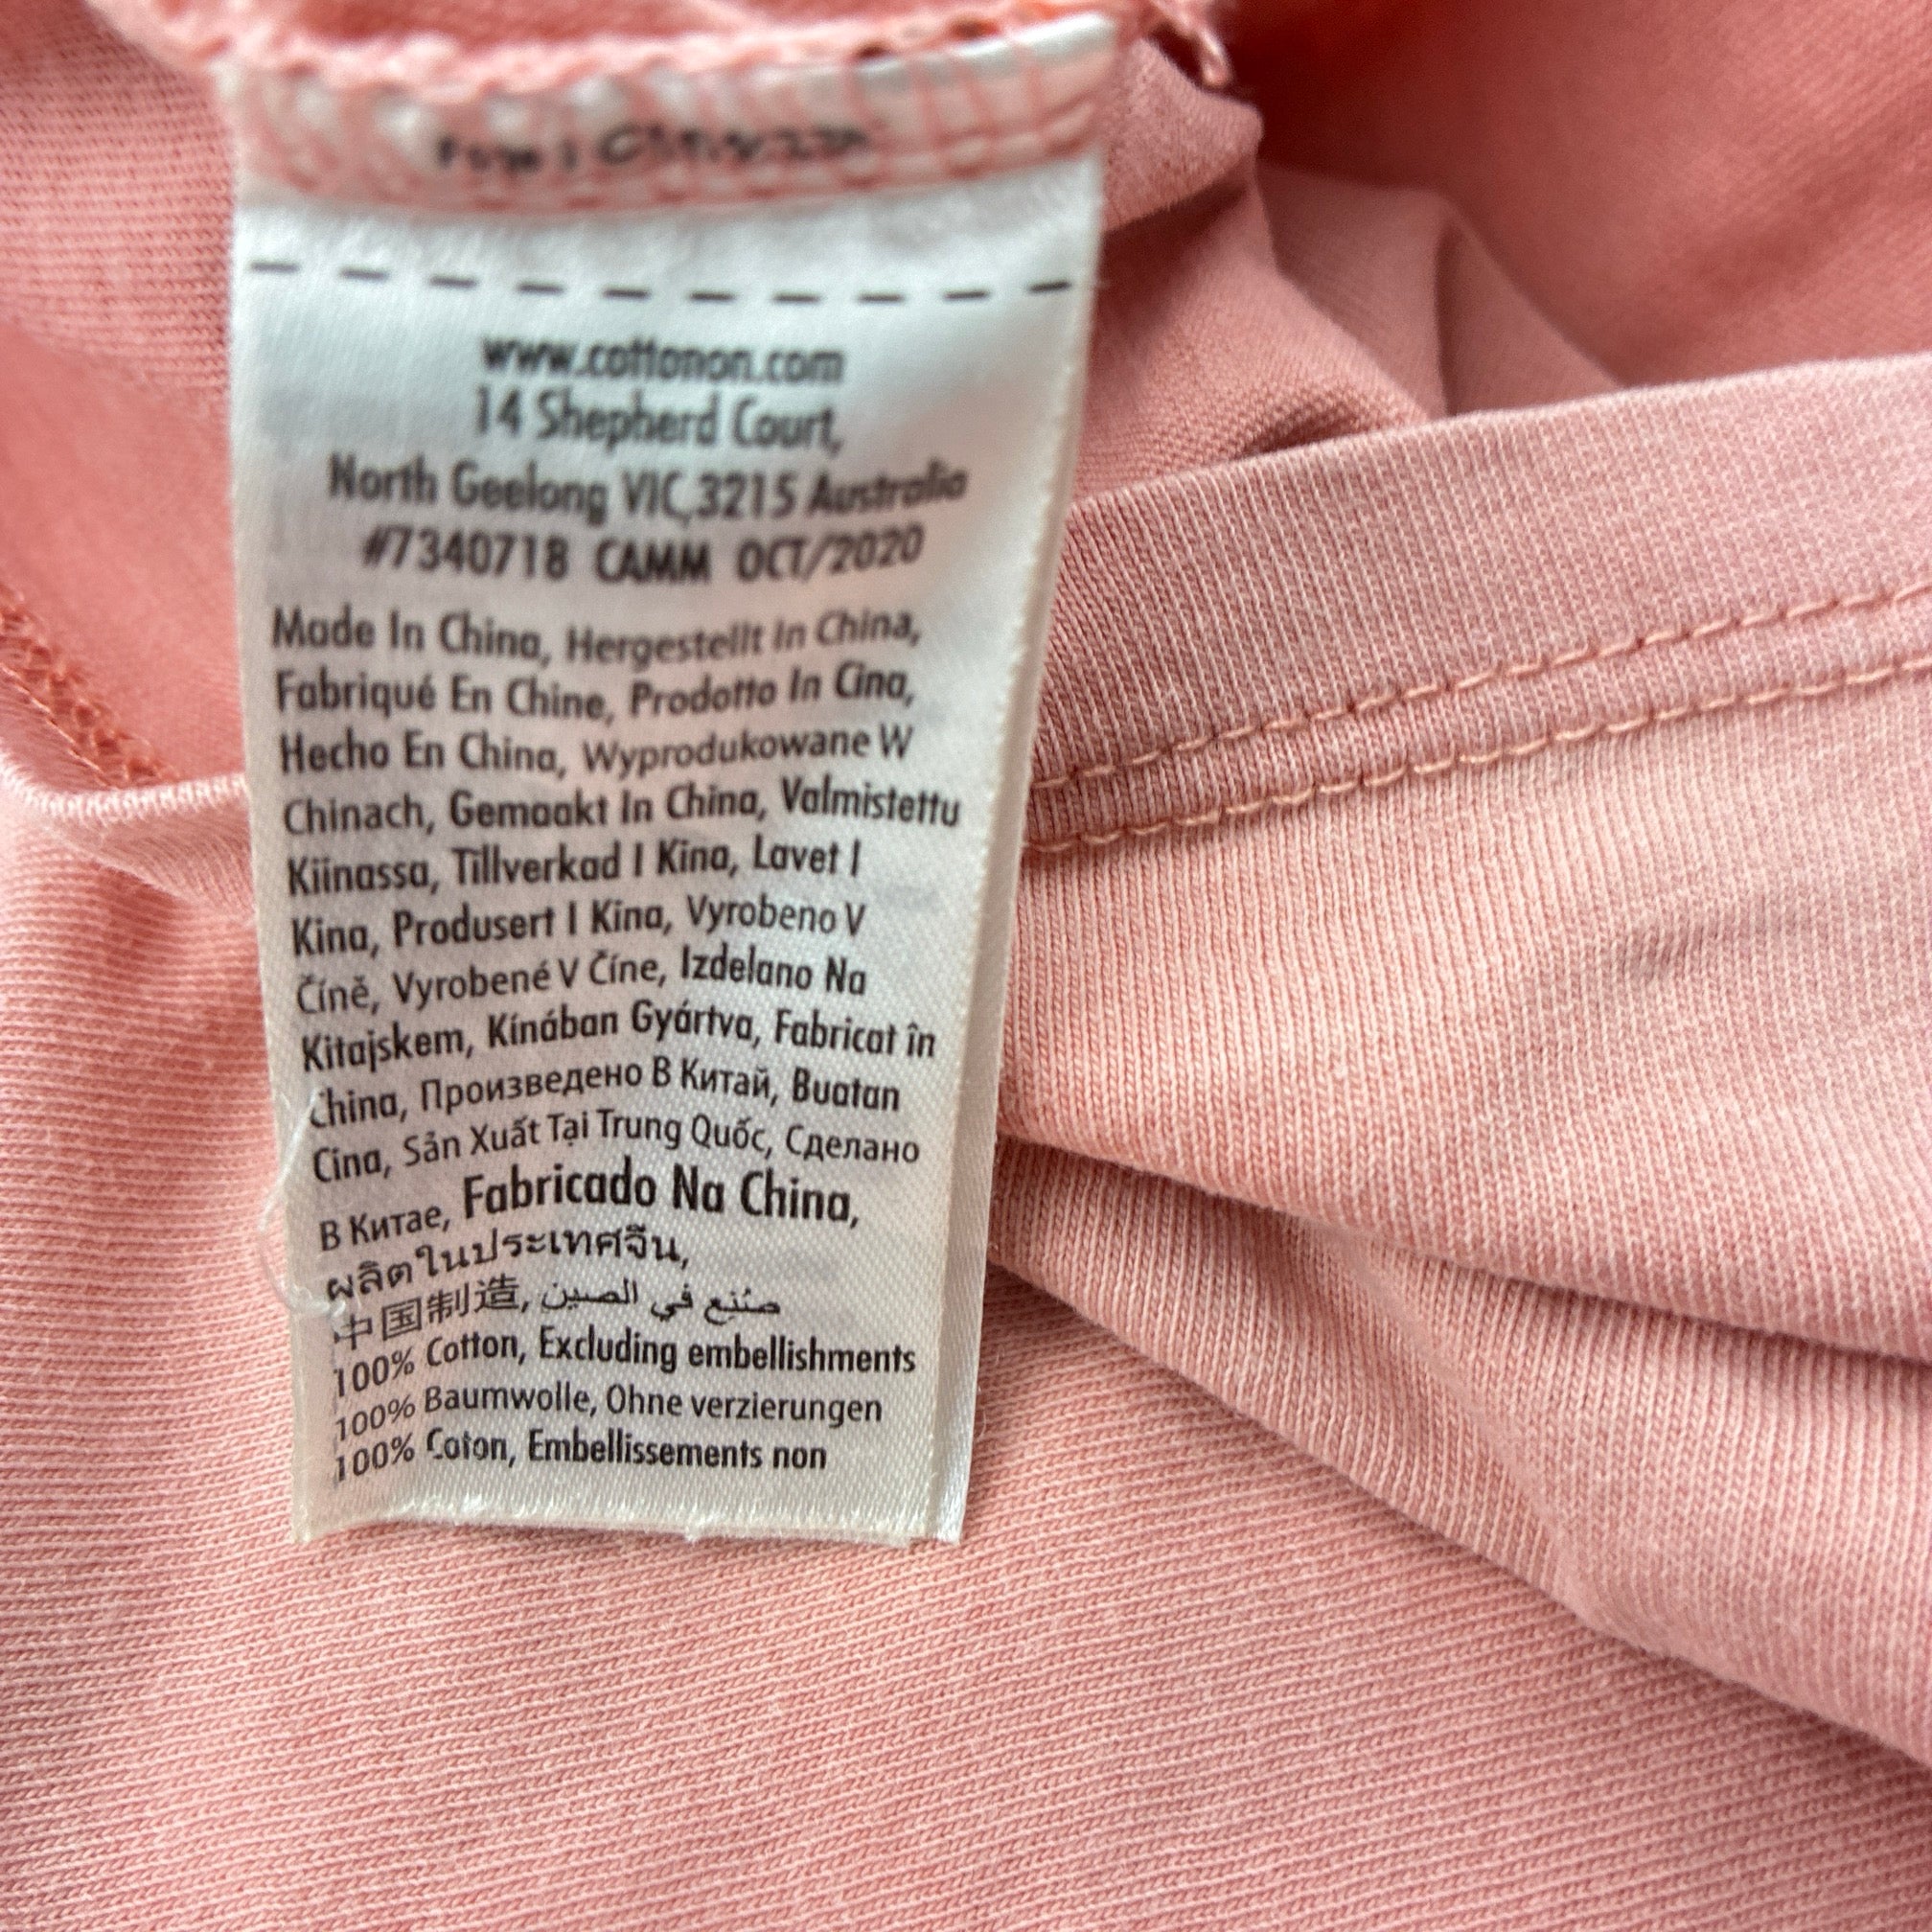 www.cottonon.com
14 Shepherd Court,
North Geelong VIC,3215 Australia
#7340718 CAMM OCT/2020
Made In China, Hergestellt In China,
Fabriqué En Chine, Prodotto In Cina,
Hecho En China, Wyprodukowane W
Chinach, Gemaakt In China, Valmistettu
Kiinassa, Tillverkad I Kina, Lavet I
Kina, Produsert I Kina, Vyrobeno V
Číně, Vyrobené V Číne, Izdelano Na
Kitajskem, Kínában Gyártva, Fabricat în
China, Произведено В Китай, Buatan
Cina, Sản Xuất Tại Trung Quốc, Сделано
В Китае, Fabricado Na China,
ผลิตในประเทศจีน,
中国制造, صُنِع في الصين
100% Cotton, Excluding embellishments
100% Baumwolle, Ohne verzierungen
100% Coton, Embellissements non